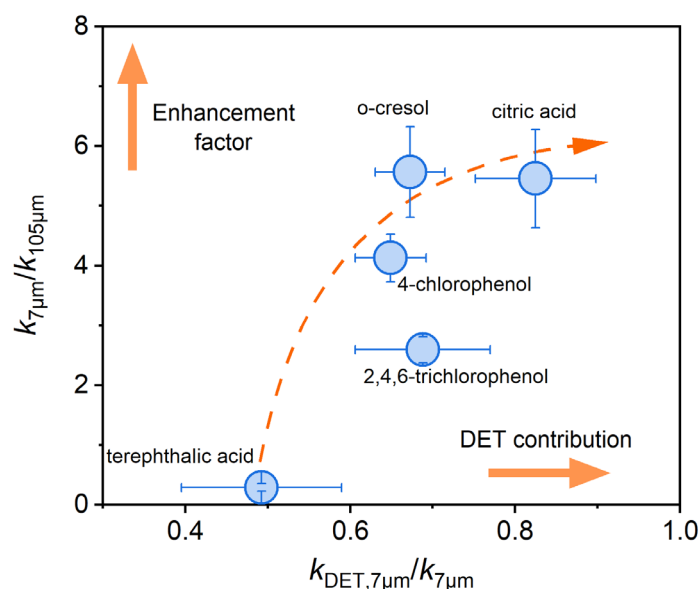 8
6
4
2
0
k7μm/k105μm
Enhancement
factor
o-cresol
citric acid
4-chlorophenol
2,4,6-trichlorophenol
terephthalic acid
DET contribution
0.4
0.6
0.8
1.0
kDET,7μm/k7μm